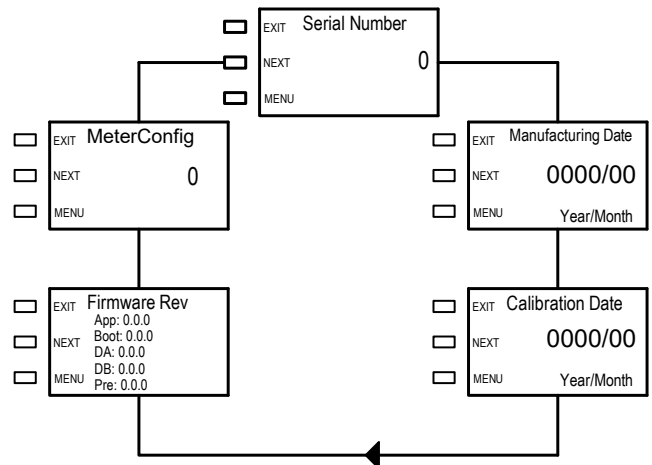 EXIT Serial Number
NEXT 0
MENU
EXIT MeterConfig
NEXT 0
MENU
EXIT Manufacturing Date
NEXT 0000/00
MENU Year/Month
EXIT Firmware Rev
App: 0.0.0
NEXT Boot: 0.0.0
DA: 0.0.0
DB: 0.0.0
MENU Pre: 0.0.0
EXIT Calibration Date
NEXT 0000/00
MENU Year/Month